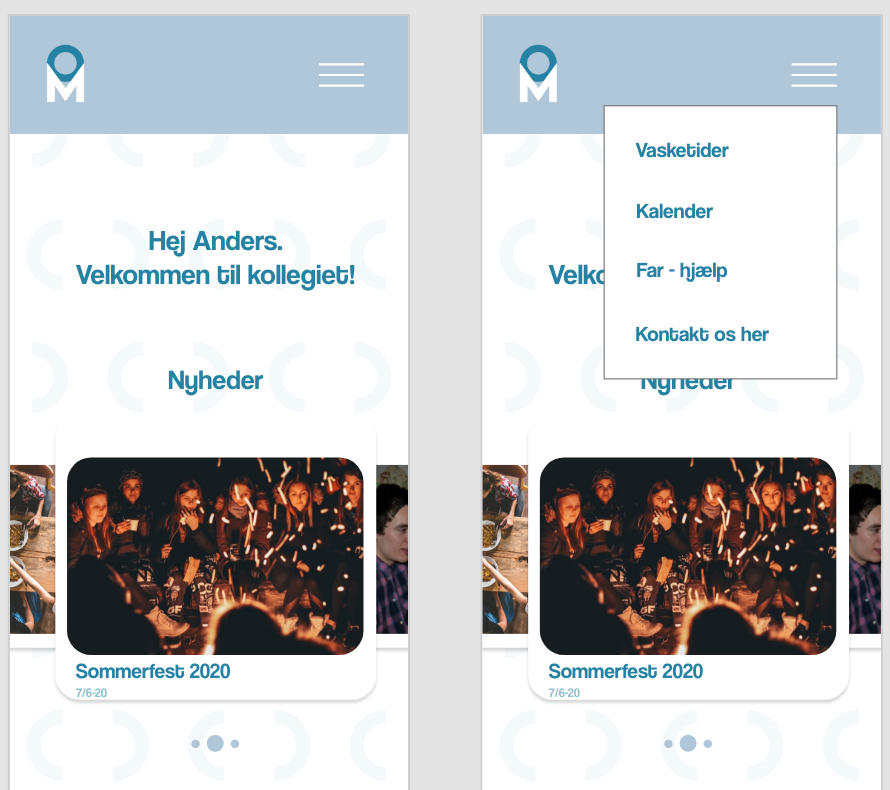 M
Hej Anders.
Velkommen til kollegiet!
Nyheder
Sommerfest 2020
7/6-20
M
Vasketider
Kalender
Far - hjælp
Kontakt os her
Velko
Nyheder
Sommerfest 2020
7/6-20